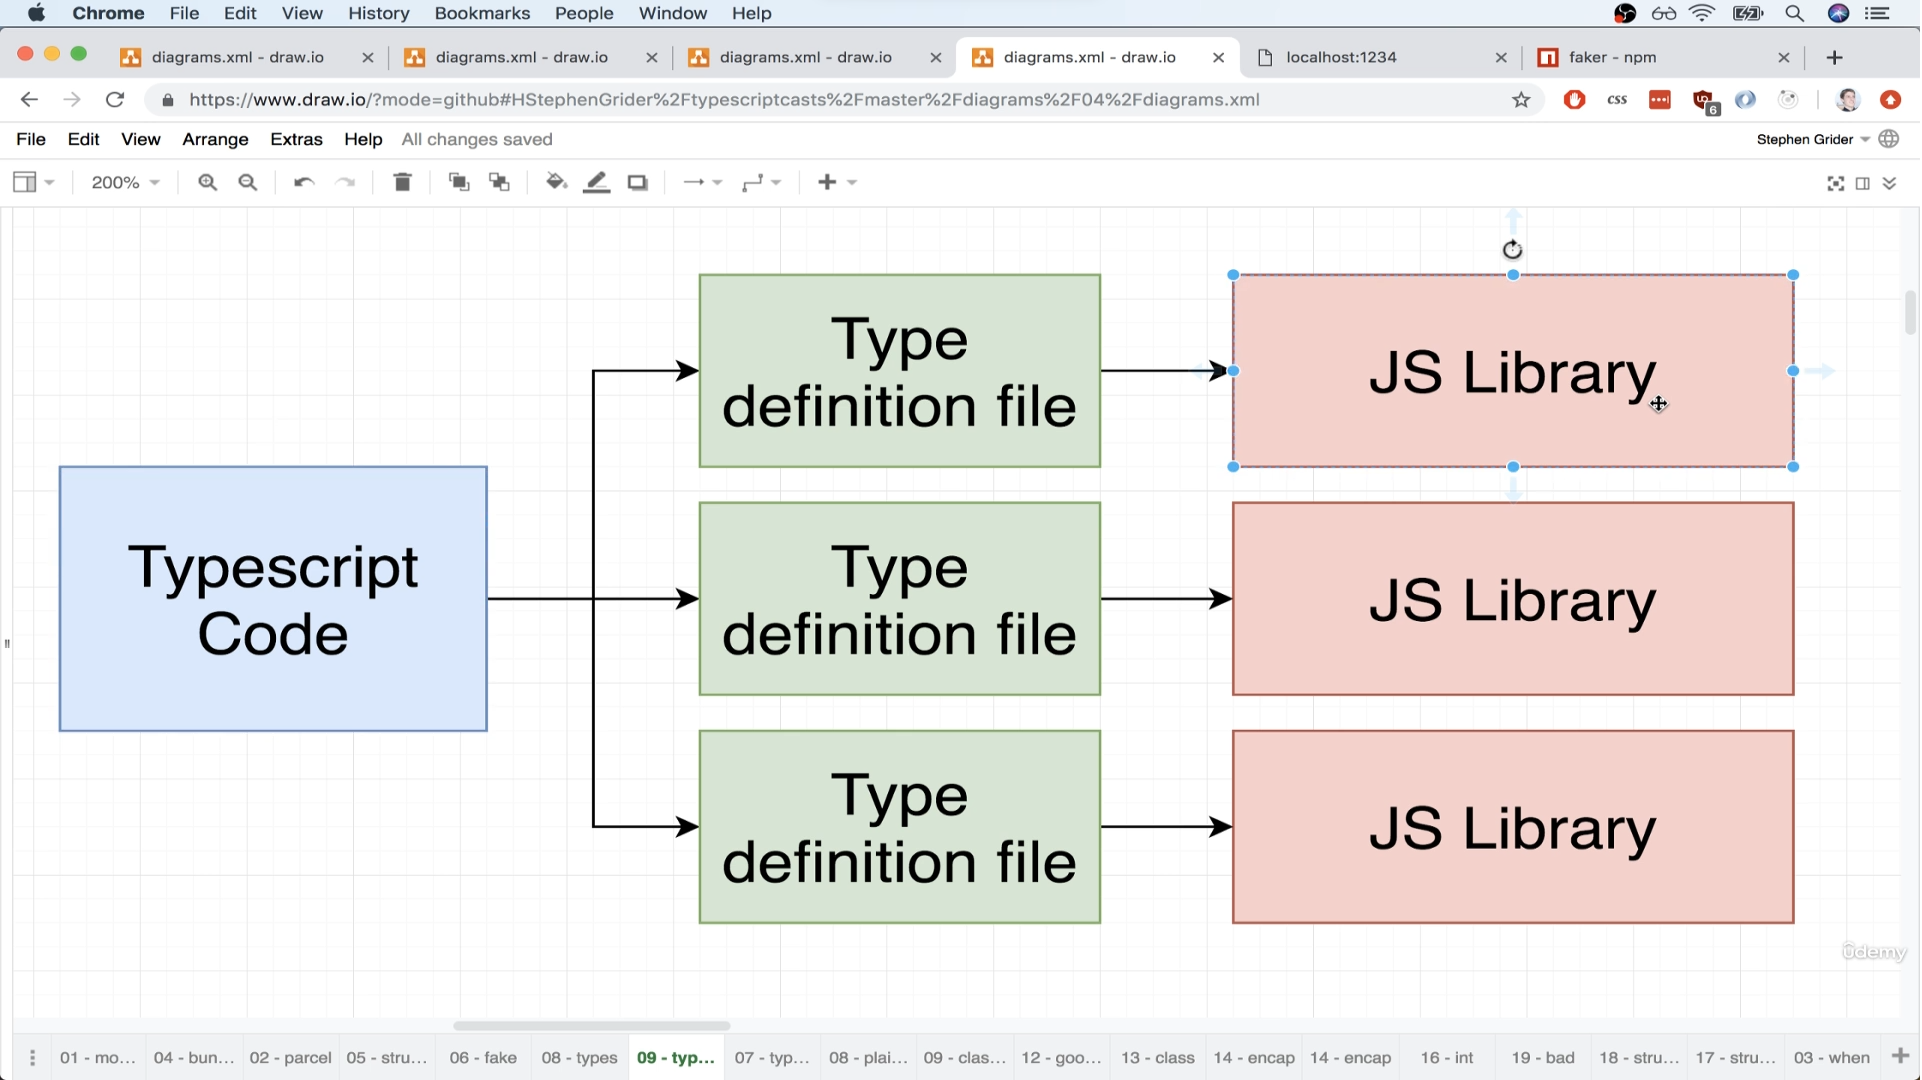 Chrome File Edit View History Bookmarks People Window Help
diagrams.xml - draw.io diagrams.xml - draw.io diagrams.xml - draw.io diagrams.xml - draw.io localhost:1234 faker - npm
https://www.draw.io/?mode=github#HStephenGrider%2Ftypescriptcasts%2Fmaster%2Fdiagrams%2F04%2Fdiagrams.xml css 6
File Edit View Arrange Extras Help All changes saved Stephen Grider
200%
Type
definition file
JS Library
Typescript
Code
Type
definition file
JS Library
Type
definition file
JS Library
ûdemy
01 - mo... 04 - bun... 02 - parcel 05 - stru... 06 - fake 08 - types 09 - typ... 07 - typ... 08 - plai... 09 - clas... 12 - goo... 13 - class 14 - encap 14 - encap 16 - int 19 - bad 18 - stru... 17 - stru... 03 - when